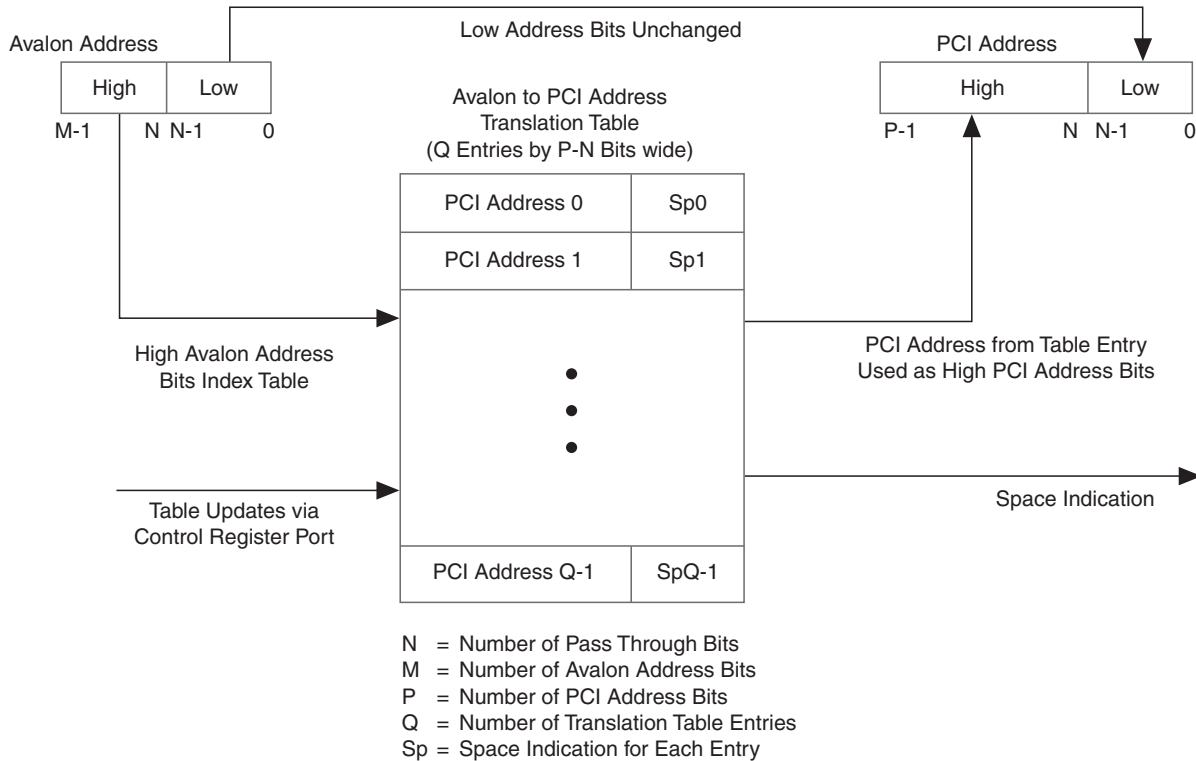 Low Address Bits Unchanged
Avalon Address
High
Low
M-1
N
N-1
0
PCI Address
High
Low
P-1
N
N-1
0
Avalon to PCI Address
Translation Table
(Q Entries by P-N Bits wide)
PCI Address 0
Sp0
PCI Address 1
Sp1
High Avalon Address
Bits Index Table
PCI Address from Table Entry
Used as High PCI Address Bits
Table Updates via
Control Register Port
Space Indication
PCI Address Q-1
SpQ-1
N = Number of Pass Through Bits
M = Number of Avalon Address Bits
P = Number of PCI Address Bits
Q = Number of Translation Table Entries
Sp = Space Indication for Each Entry